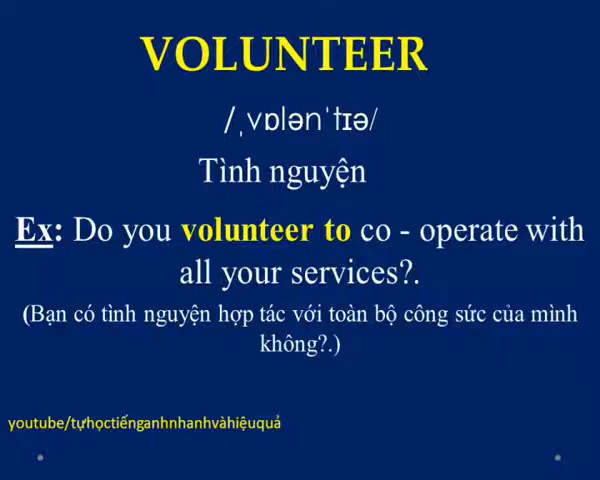 VOLUNTEER
/ˌvɒlənˈtɪə/
Tình nguyện
Ex: Do you volunteer to co - operate with
all your services?.
(Bạn có tình nguyện hợp tác với toàn bộ công sức của mình
không?.)
youtube/tựhọctiếnganhnhanhvàhiệuquả